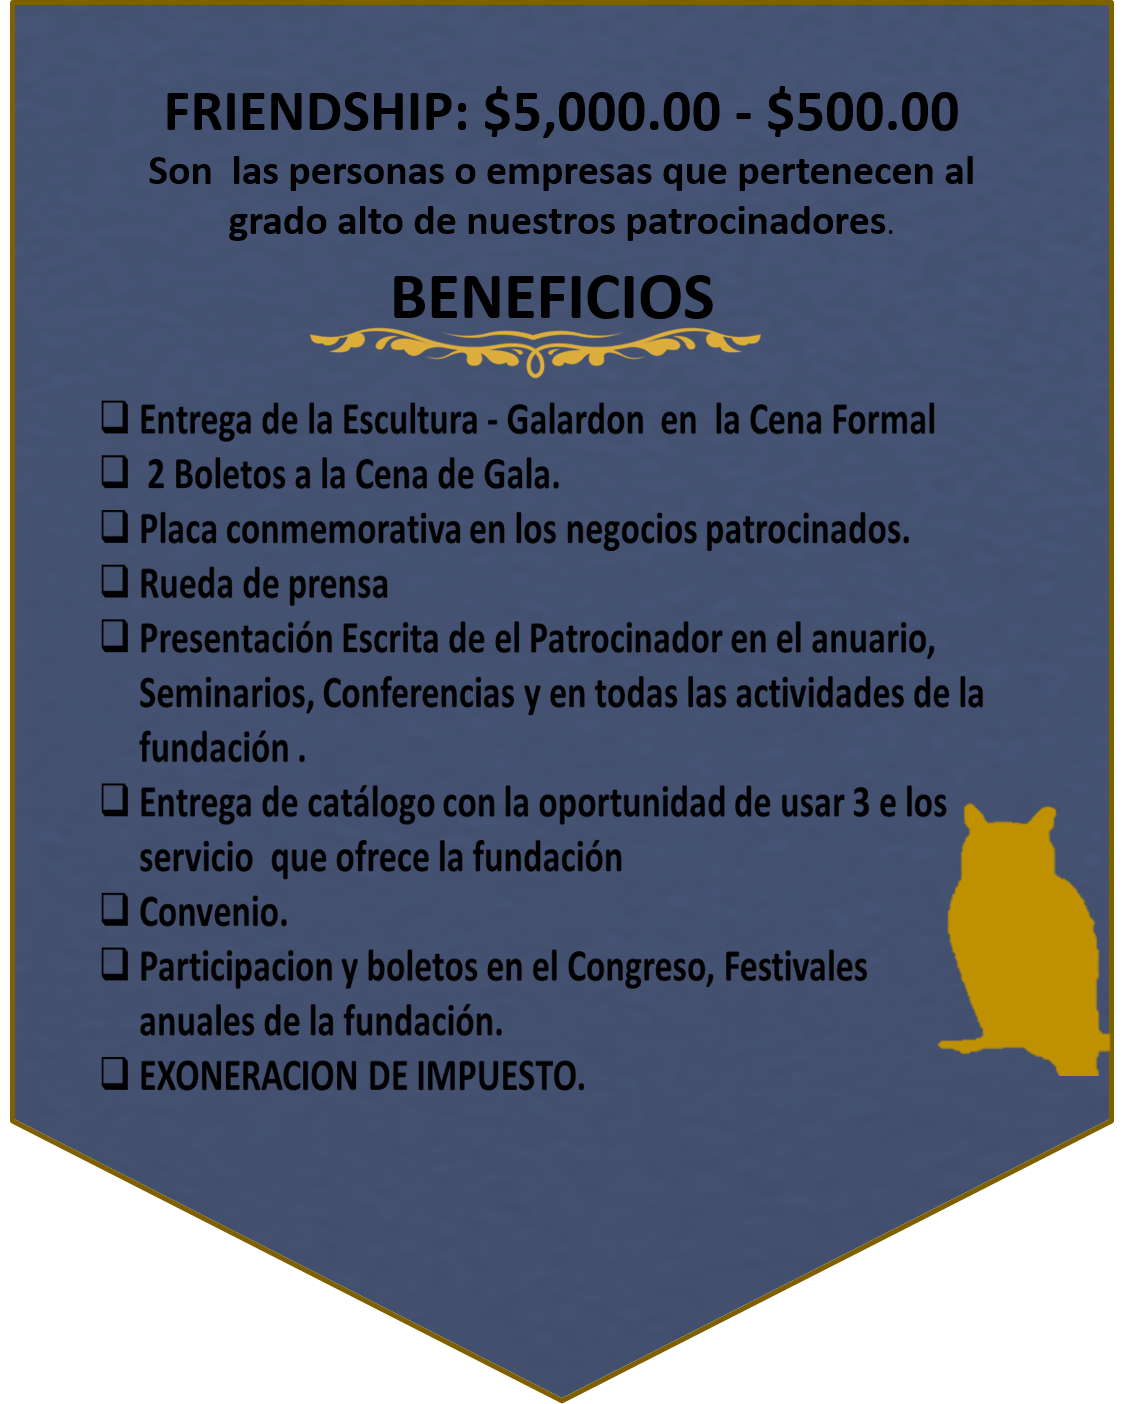 FRIENDSHIP: $5,000.00 - $500.00
Son las personas o empresas que pertenecen al
grado alto de nuestros patrocinadores.
BENEFICIOS
❑ Entrega de la Escultura - Galardon en la Cena Formal
❑ 2 Boletos a la Cena de Gala.
❑ Placa conmemorativa en los negocios patrocinados.
❑ Rueda de prensa
❑ Presentación Escrita de el Patrocinador en el anuario,
Seminarios, Conferencias y en todas las actividades de la
fundación .
❑ Entrega de catálogo con la oportunidad de usar 3 e los
servicio que ofrece la fundación
❑ Convenio.
❑ Participacion y boletos en el Congreso, Festivales
anuales de la fundación.
❑ EXONERACION DE IMPUESTO.